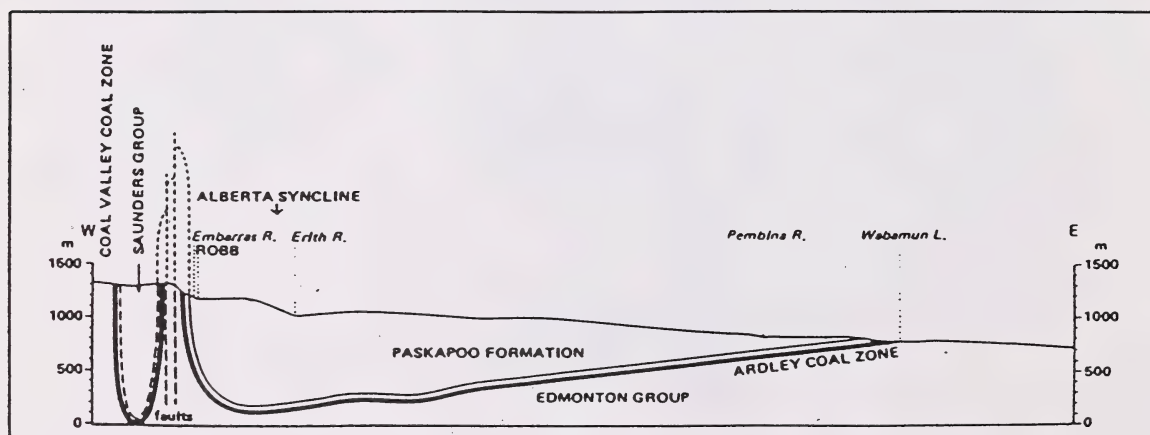 COAL VALLEY COAL ZONE
SAUNDERS GROUP
ALBERTA SYNCLINE
Embarras R. Erith R.
ROBB
Pembina R. Wabamun L.
W
m
E
m
1500
1000
500
0
1500
1000
500
0
PASKAPOO FORMATION
ARDLEY COAL ZONE
EDMONTON GROUP
faults